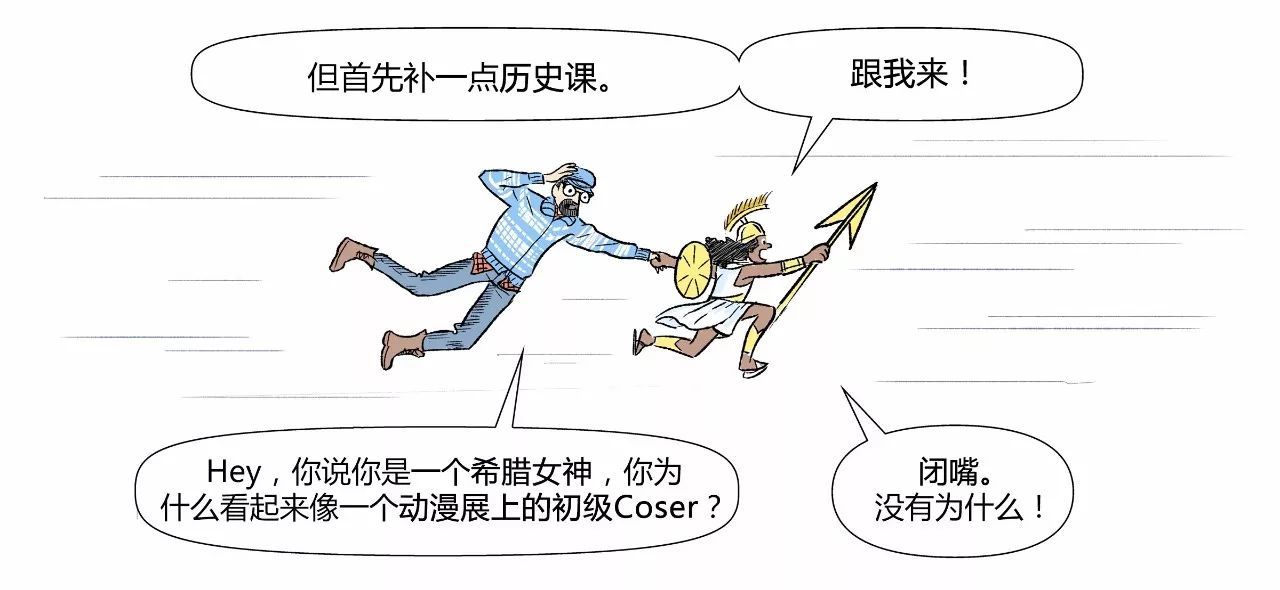 但首先补一点历史课。
跟我来！
Hey，你说你是一个希腊女神，你为
什么看起来像一个动漫展上的初级Coser？
闭嘴。
没有为什么！